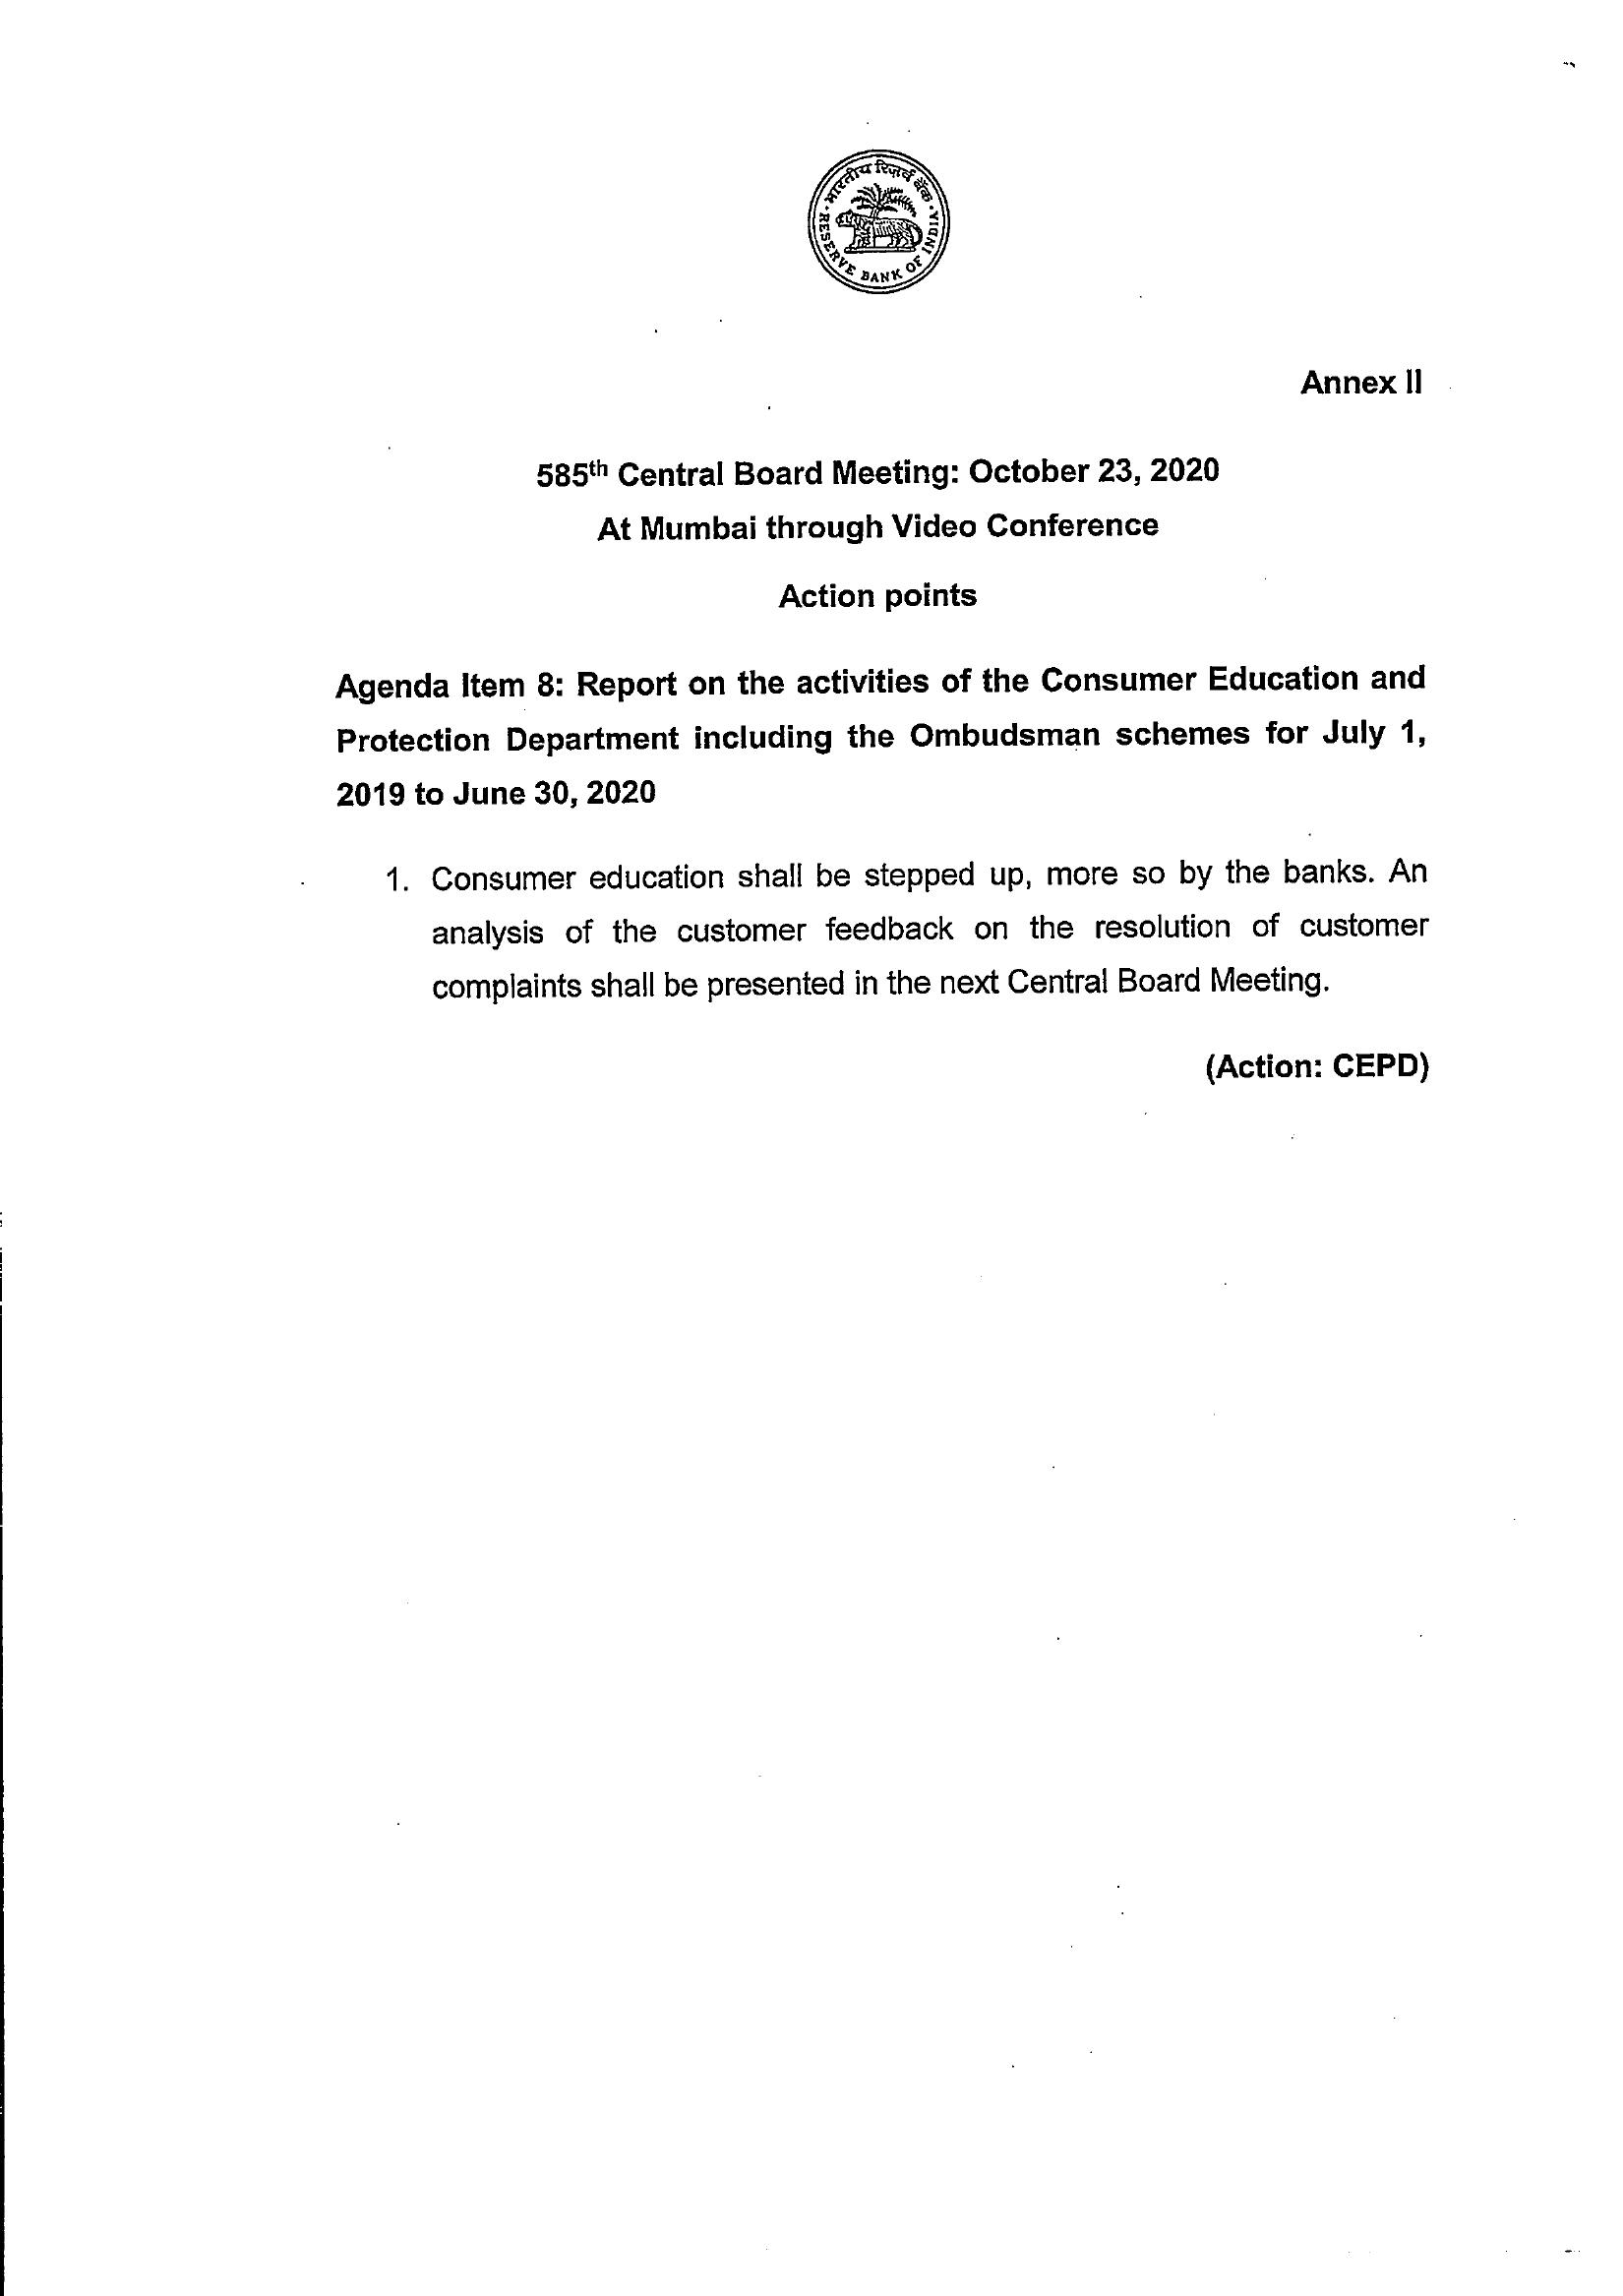 भारतीय रिज़र्व बैंक
RESERVE BANK OF INDIA
Annex II
585th Central Board Meeting: October 23, 2020
At Mumbai through Video Conference
Action points
Agenda Item 8: Report on the activities of the Consumer Education and
Protection Department including the Ombudsman schemes for July 1,
2019 to June 30, 2020
1. Consumer education shall be stepped up, more so by the banks. An
analysis of the customer feedback on the resolution of customer
complaints shall be presented in the next Central Board Meeting.
(Action: CEPD)